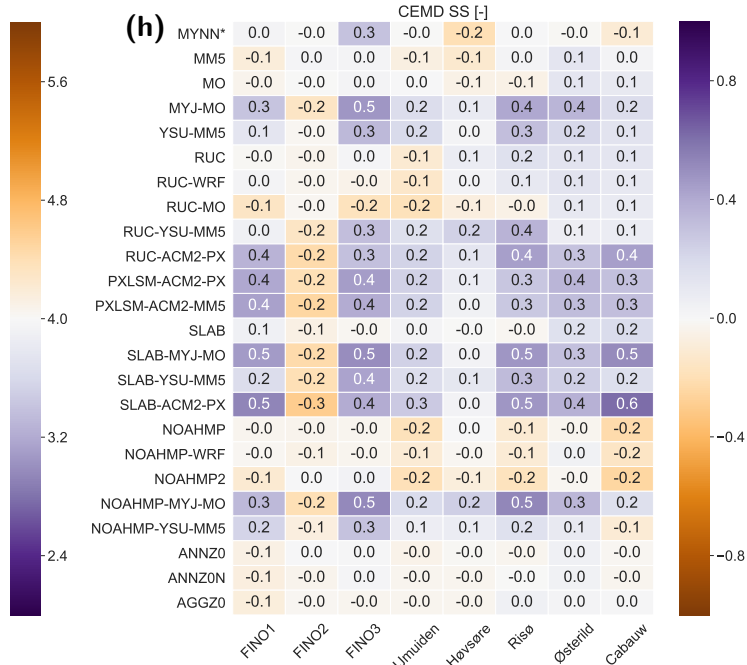 (h)
CEMD SS [-]
MYNN* 0.0 -0.0 0.3 -0.0 -0.2 0.0 -0.0 -0.1
MM5 -0.1 0.0 0.0 -0.1 -0.1 0.0 0.1 0.0
MO -0.0 -0.0 0.0 0.0 -0.1 -0.1 0.1 0.1
MYJ-MO 0.3 -0.2 0.5 0.2 0.1 0.4 0.4 0.2
YSU-MM5 0.1 -0.0 0.3 0.2 0.0 0.3 0.2 0.1
RUC -0.0 -0.0 0.0 -0.1 0.1 0.2 0.1 0.1
RUC-WRF 0.0 -0.0 -0.0 -0.1 0.0 0.1 0.1 0.1
RUC-MO -0.1 -0.0 -0.2 -0.2 -0.1 -0.0 0.1 0.1
RUC-YSU-MM5 0.0 -0.2 0.3 0.2 0.2 0.4 0.1 0.1
RUC-ACM2-PX 0.4 -0.2 0.3 0.2 0.1 0.4 0.3 0.4
PXLSM-ACM2-PX 0.4 -0.2 0.4 0.2 0.1 0.3 0.4 0.3
PXLSM-ACM2-MM5 0.4 -0.2 0.4 0.2 0.0 0.3 0.3 0.3
SLAB 0.1 -0.1 -0.0 0.0 -0.0 -0.0 0.2 0.2
SLAB-MYJ-MO 0.5 -0.2 0.5 0.2 0.0 0.5 0.3 0.5
SLAB-YSU-MM5 0.2 -0.2 0.4 0.2 0.1 0.3 0.2 0.2
SLAB-ACM2-PX 0.5 -0.3 0.4 0.3 0.0 0.5 0.4 0.6
NOAHMP -0.0 -0.0 0.0 -0.2 0.0 -0.1 -0.0 -0.2
NOAHMP-WRF -0.0 -0.1 -0.0 -0.1 -0.0 -0.1 0.0 -0.2
NOAHMP2 -0.1 0.0 0.0 -0.2 -0.1 -0.2 -0.0 -0.2
NOAHMP-MYJ-MO 0.3 -0.2 0.5 0.2 0.2 0.5 0.3 0.2
NOAHMP-YSU-MM5 0.2 -0.1 0.3 0.1 0.1 0.2 0.1 -0.1
ANNZ0 -0.1 0.0 0.0 -0.0 -0.0 -0.0 0.0 -0.0
ANNZ0N -0.1 -0.0 0.0 -0.0 -0.0 -0.0 0.0 -0.0
AGGZ0 -0.1 -0.0 -0.0 -0.0 -0.0 0.0 0.0 0.0
FINO1 FINO2 FINO3 Høvsøre Risø Østerild Cabauw
5.6
4.8
4.0
3.2
2.4
0.8
0.4
-0.0
-0.4
-0.8